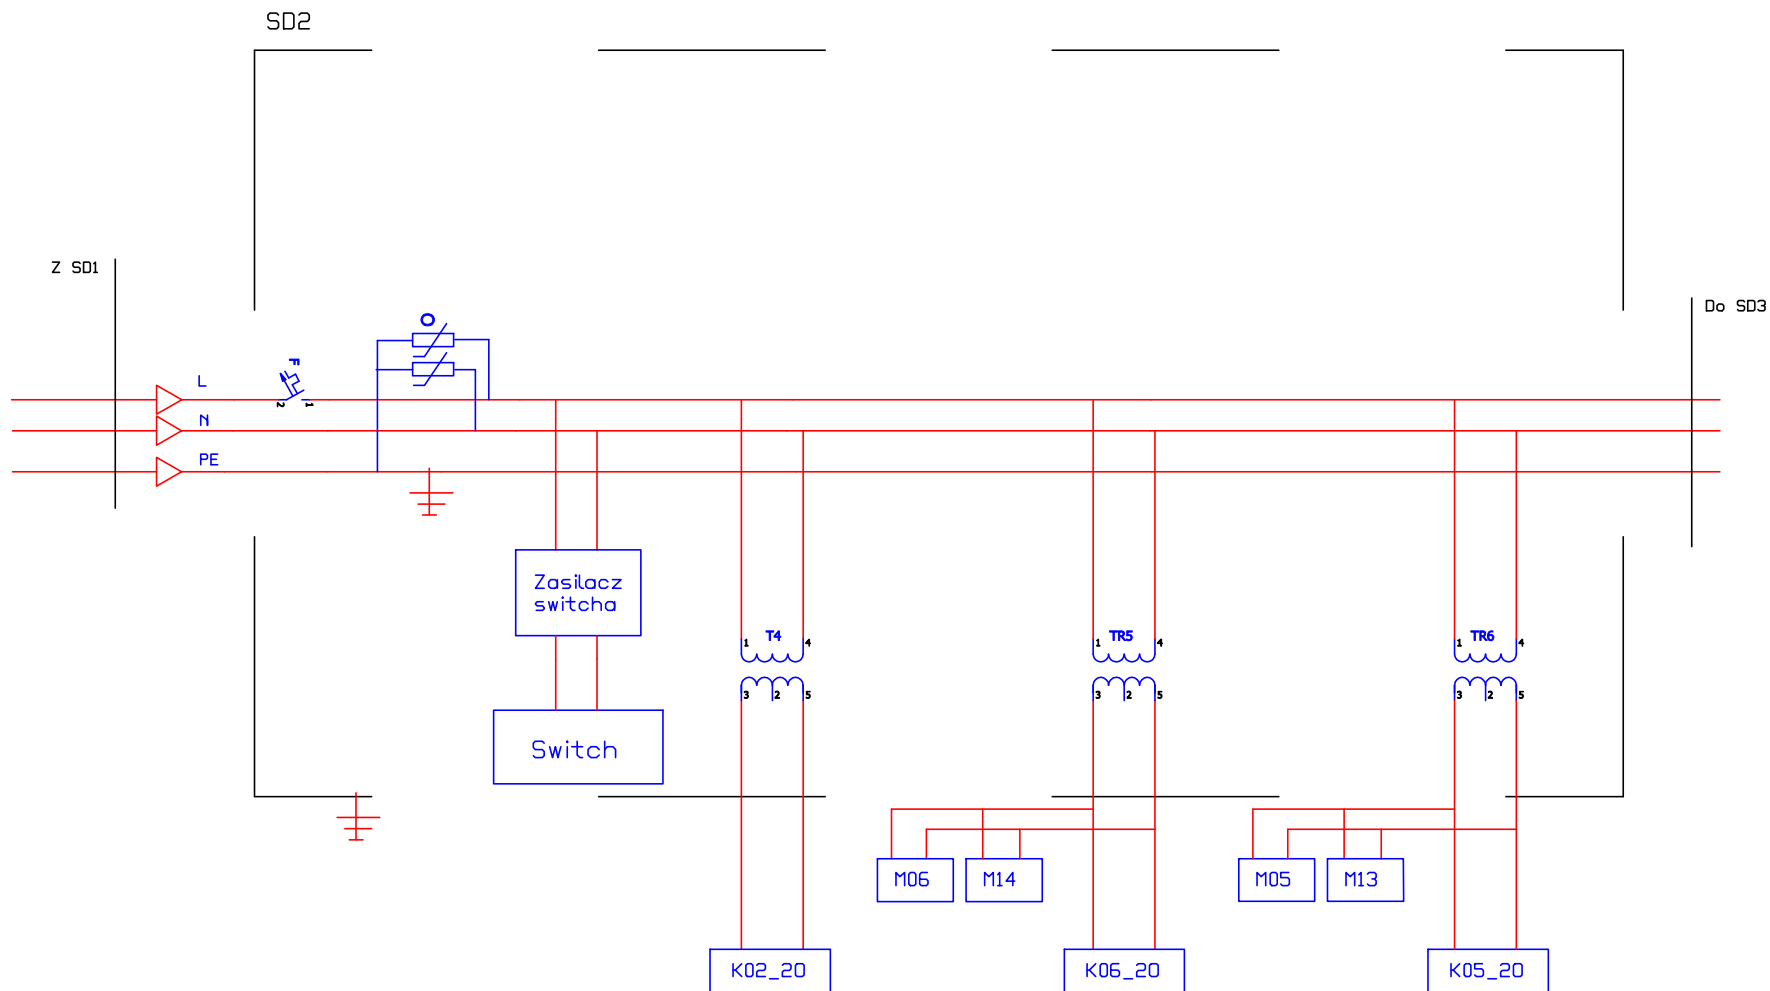 SD2
Z SD1
Do SD3
O
F
L
2 1
N
PE
Zasilacz
switcha
T4
TR5
TR6
1 4
1 4
1 4
3 2 5
3 2 5
3 2 5
Switch
M06
M14
M05
M13
K02_20
K06_20
K05_20